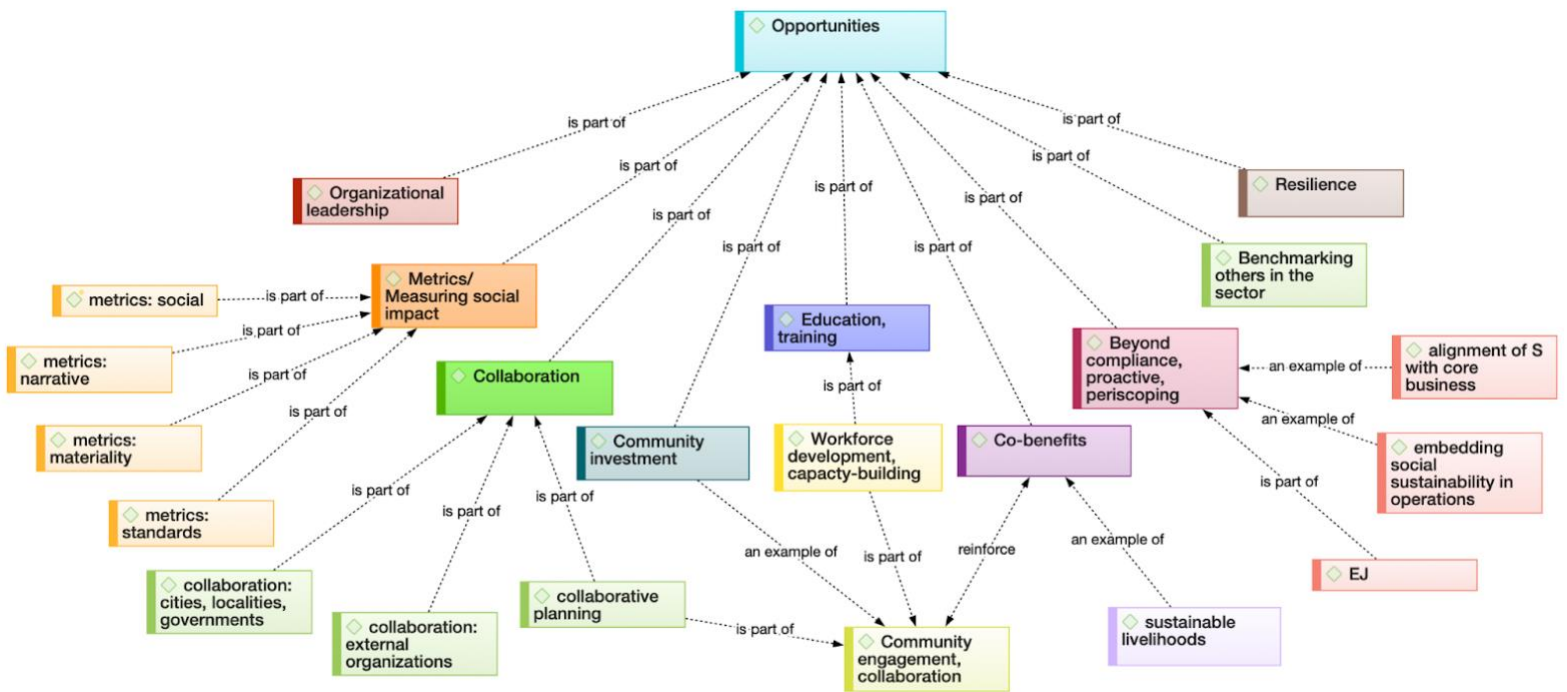 Opportunities
is part of
is part of
is part of
is part of
is part of
is part of
is part of
is part of
is part of
Organizational
leadership
Resilience
Benchmarking
others in the
sector
metrics: social
is part of
Metrics/
Measuring social
impact
is part of
metrics:
narrative
is part of
metrics:
materiality
is part of
metrics:
standards
Education,
training
is part of
Beyond
compliance,
proactive,
periscoping
an example of
alignment of S
with core
business
an example of
embedding
social
sustainability in
operations
is part of
EJ
Collaboration
Community
investment
Workforce
development,
capacty-building
Co-benefits
is part of
is part of
is part of
an example of
is part of
reinforce
an example of
collaboration:
cities, localities,
governments
collaboration:
external
organizations
collaborative
planning
is part of
Community
engagement,
collaboration
sustainable
livelihoods